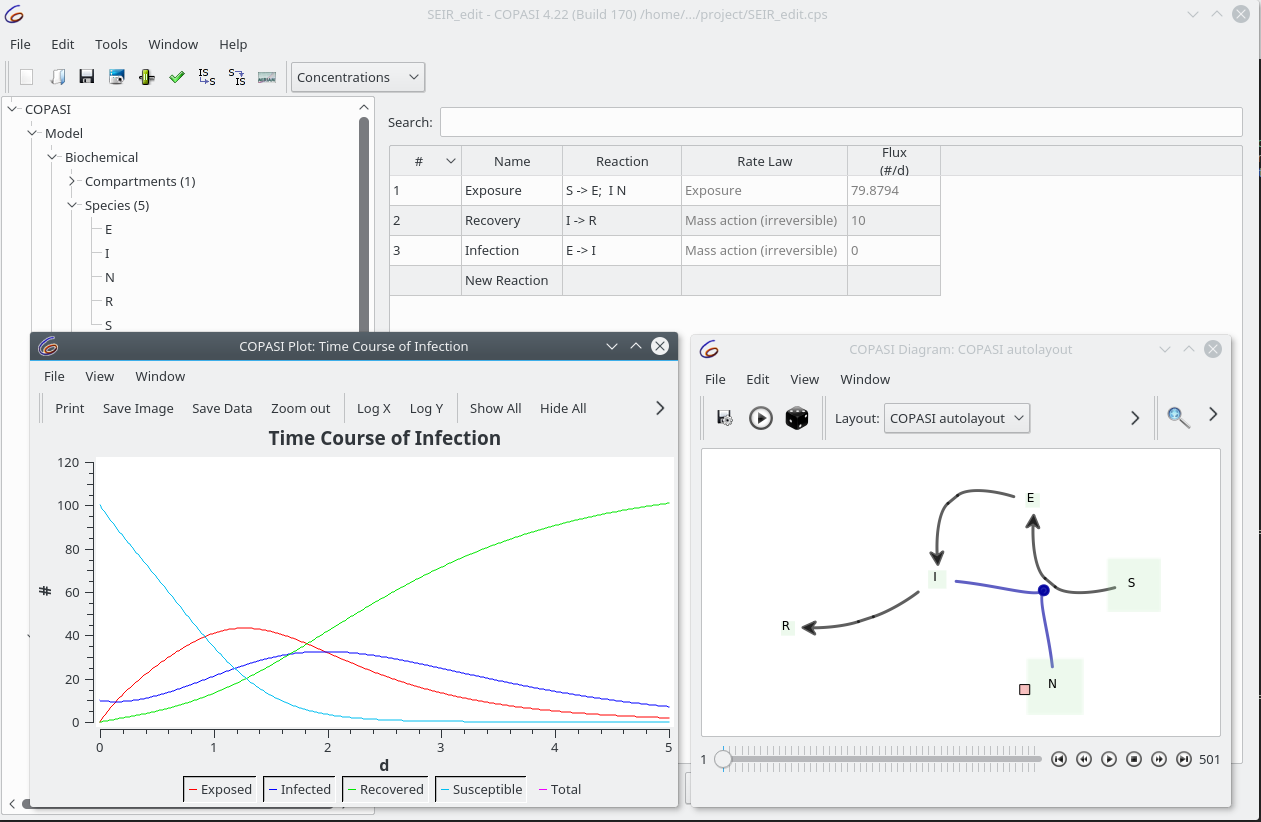 SEIR_edit - COPASI 4.22 (Build 170) /home/.../project/SEIR_edit.cps
File Edit Tools Window Help
Concentrations
COPASI
Model
Biochemical
Compartments (1)
Species (5)
E
I
N
R
S
Search:
# Name Reaction Rate Law Flux (#/d)
1 Exposure S -> E; I N Exposure 79.8794
2 Recovery I -> R Mass action (irreversible) 10
3 Infection E -> I Mass action (irreversible) 0
New Reaction
COPASI Plot: Time Course of Infection
File View Window
Print Save Image Save Data Zoom out Log X Log Y Show All Hide All
Time Course of Infection
120
100
80
60
40
20
0
#
0 1 2 3 4 5
d
Exposed Infected Recovered Susceptible Total
COPASI Diagram: COPASI autolayout
File Edit View Window
Layout: COPASI autolayout
E
I
S
R
N
1 501